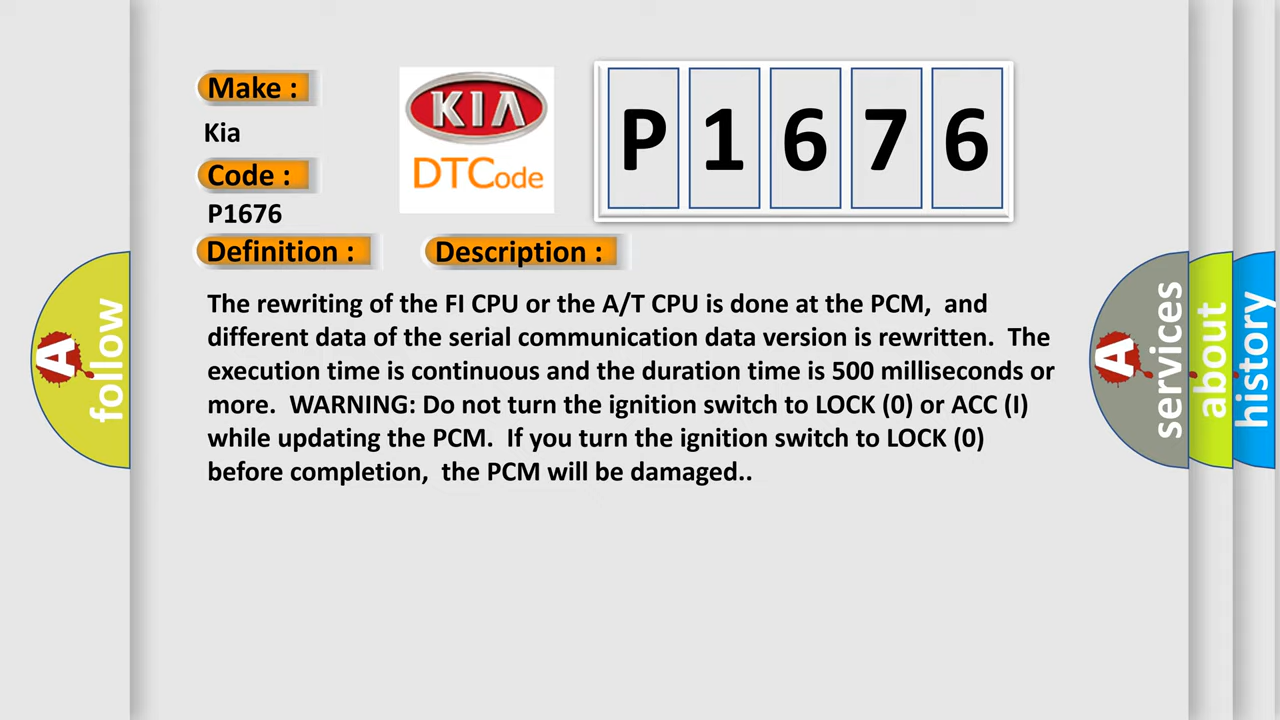 Make :
Kia
Code :
P1676
Definition :
Description :
KIA
DTCode
P1676
The rewriting of the FI CPU or the A/T CPU is done at the PCM, and
different data of the serial communication data version is rewritten The
execution time is continuous and the duration time is 500 milliseconds or
more WARNING: Do not turn the ignition switch to LOCK (0) or ACC (I)
while updating the PCM If you turn the ignition switch to LOCK (0)
before completion, the PCM will be damaged..
A follow
A services
about
history